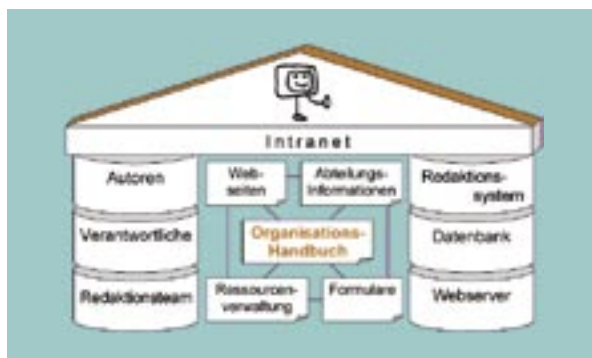 Intranet
Autoren
Verantwortliche
Redaktionsteam
Web-
seiten
Abteilungs-
Informationen
Organisations-
Handbuch
Ressourcen-
verwaltung
Formulare
Redaktions-
system
Datenbank
Webserver